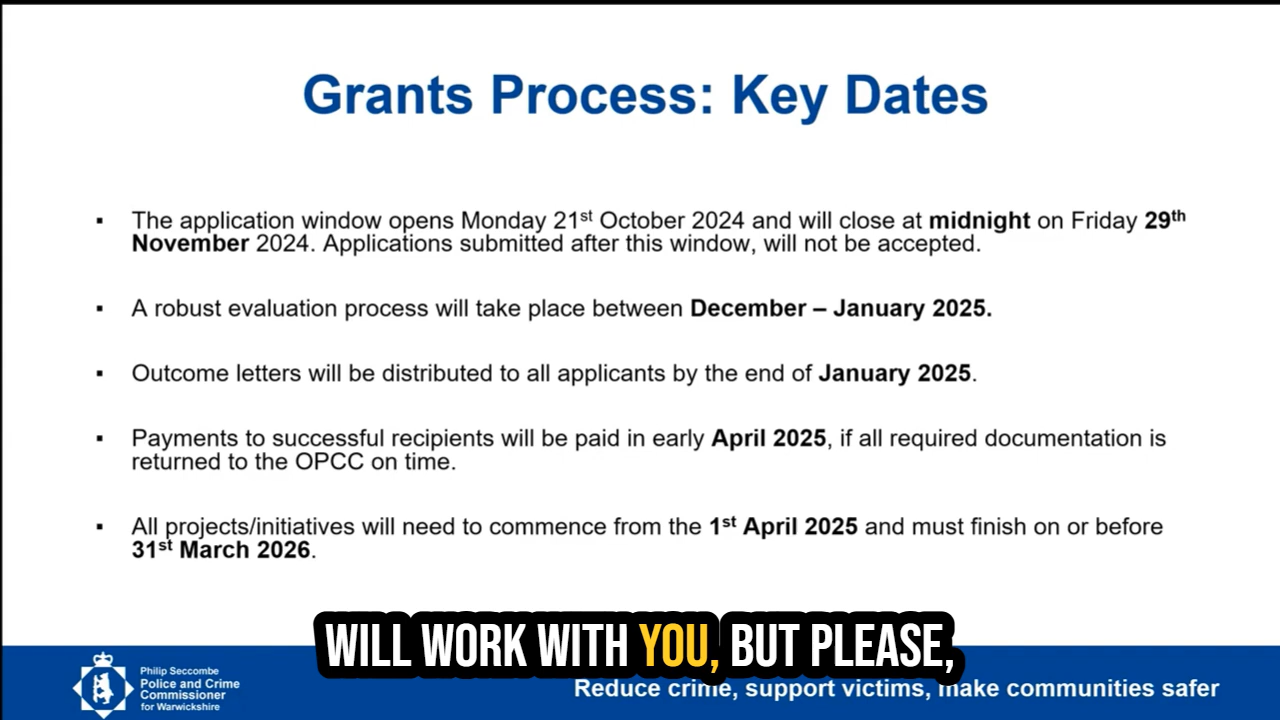 Grants Process: Key Dates
▪ The application window opens Monday 21st October 2024 and will close at midnight on Friday 29th
November 2024. Applications submitted after this window, will not be accepted.
▪ A robust evaluation process will take place between December – January 2025.
▪ Outcome letters will be distributed to all applicants by the end of January 2025.
▪ Payments to successful recipients will be paid in early April 2025, if all required documentation is
returned to the OPCC on time.
▪ All projects/initiatives will need to commence from the 1st April 2025 and must finish on or before
31st March 2026.
WILL WORK WITH YOU, BUT PLEASE,
Philip Seccombe
Police and Crime
Commissioner
for Warwickshire
Reduce crime, support victims, make communities safer